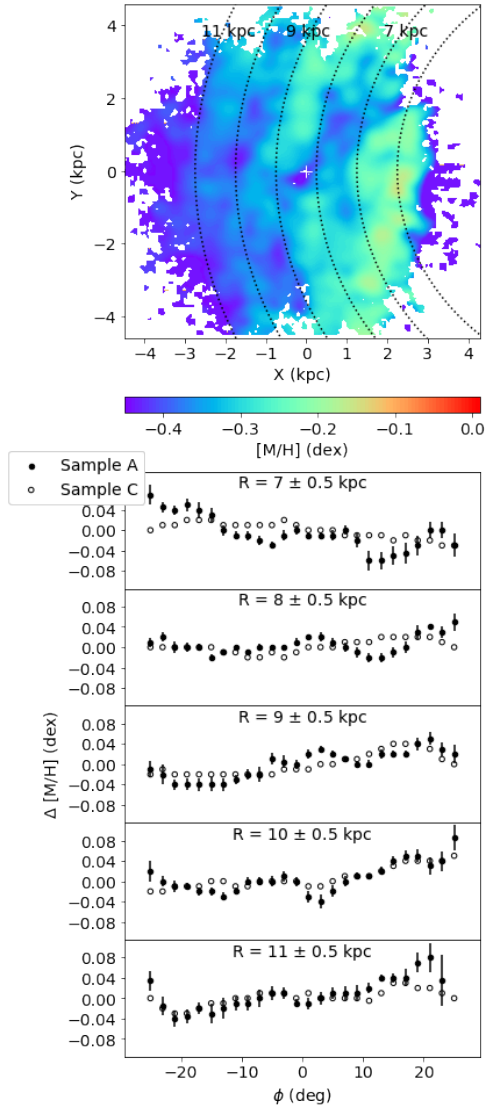 11 kpc 9 kpc 7 kpc
4
2
0
−2
−4
Y (kpc)
−4 −3 −2 −1 0 1 2 3 4
X (kpc)
−0.4 −0.3 −0.2 −0.1 0.0
[M/H] (dex)
Sample A
Sample C
R = 7 ± 0.5 kpc
0.04
0.00
−0.04
−0.08
R = 8 ± 0.5 kpc
0.08
0.04
0.00
−0.04
−0.08
R = 9 ± 0.5 kpc
0.08
0.04
0.00
−0.04
−0.08
Δ [M/H] (dex)
R = 10 ± 0.5 kpc
0.08
0.04
0.00
−0.04
−0.08
R = 11 ± 0.5 kpc
0.08
0.04
0.00
−0.04
−0.08
−20 −10 0 10 20
ϕ (deg)